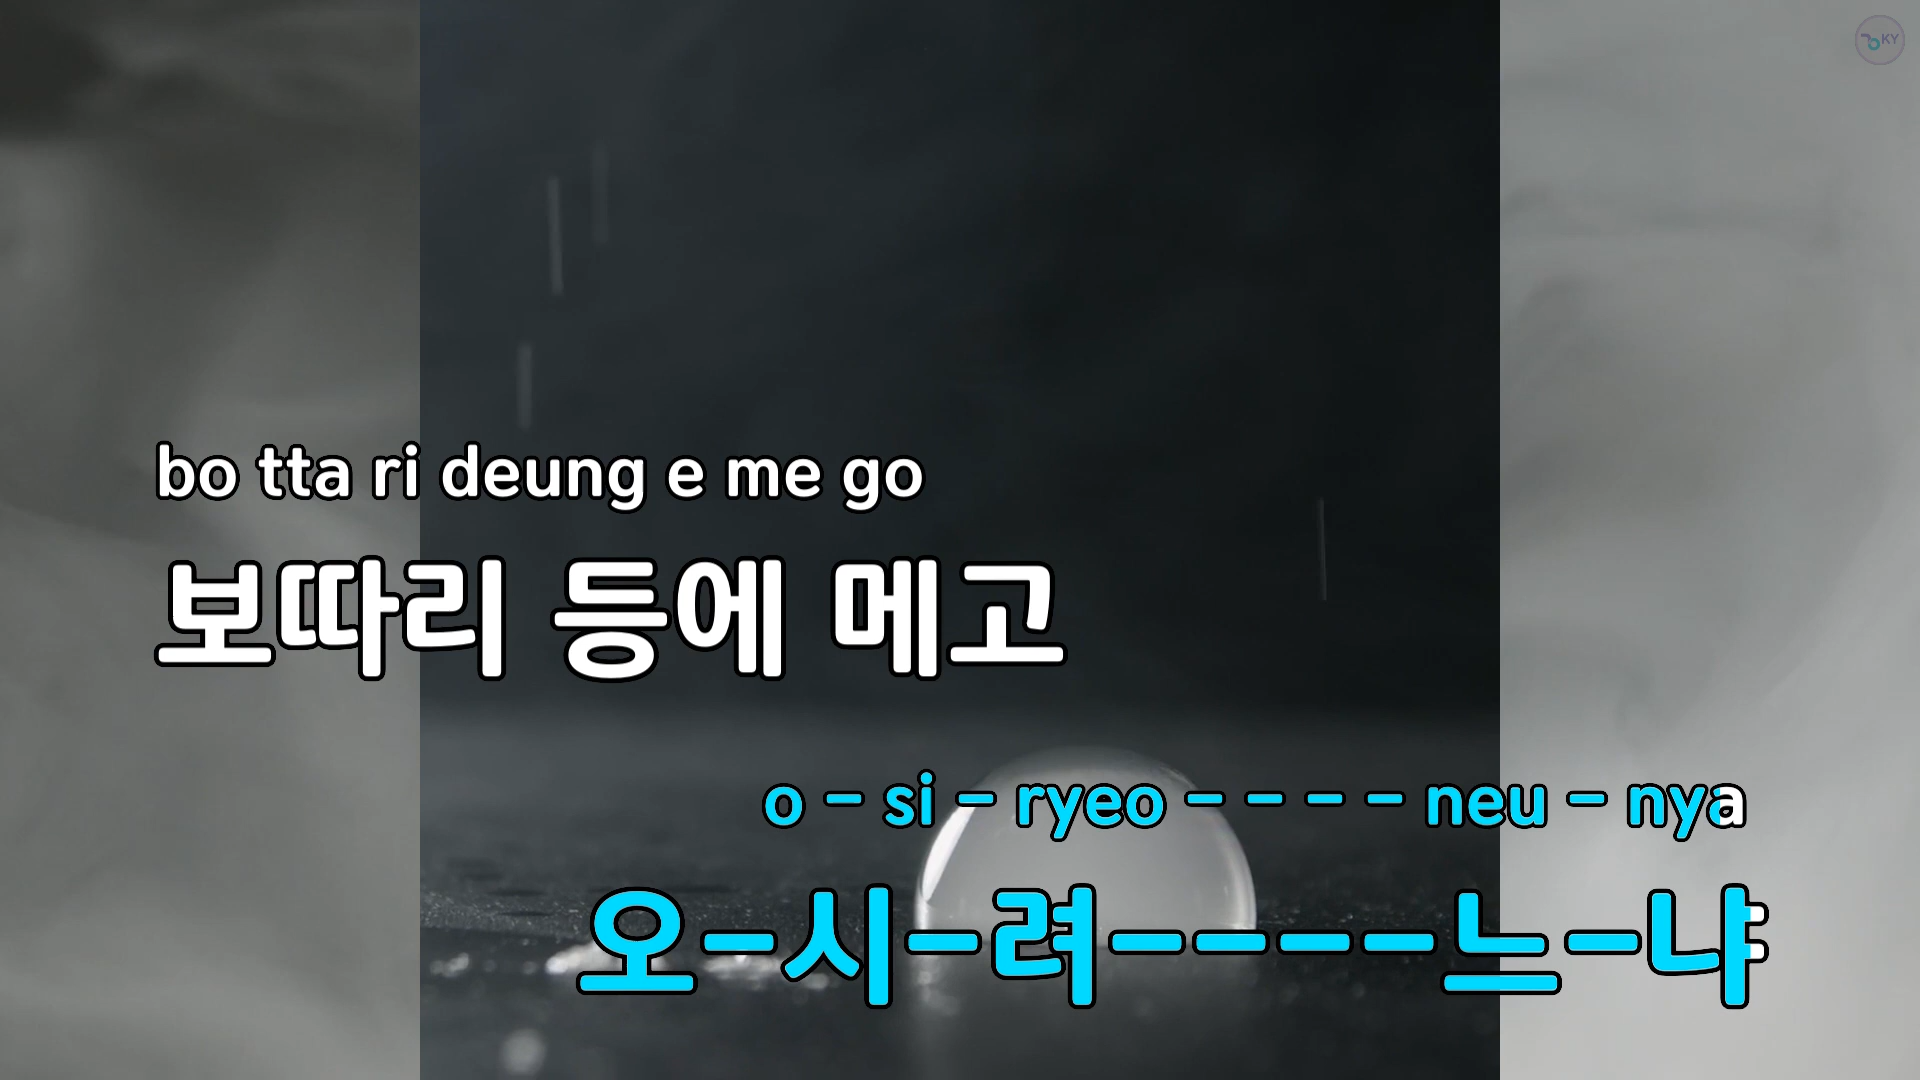 KY
bo tta ri deung e me go
보따리 등에 메고
o – si – ryeo – – – – neu – nya
오–시–려––––느–냐